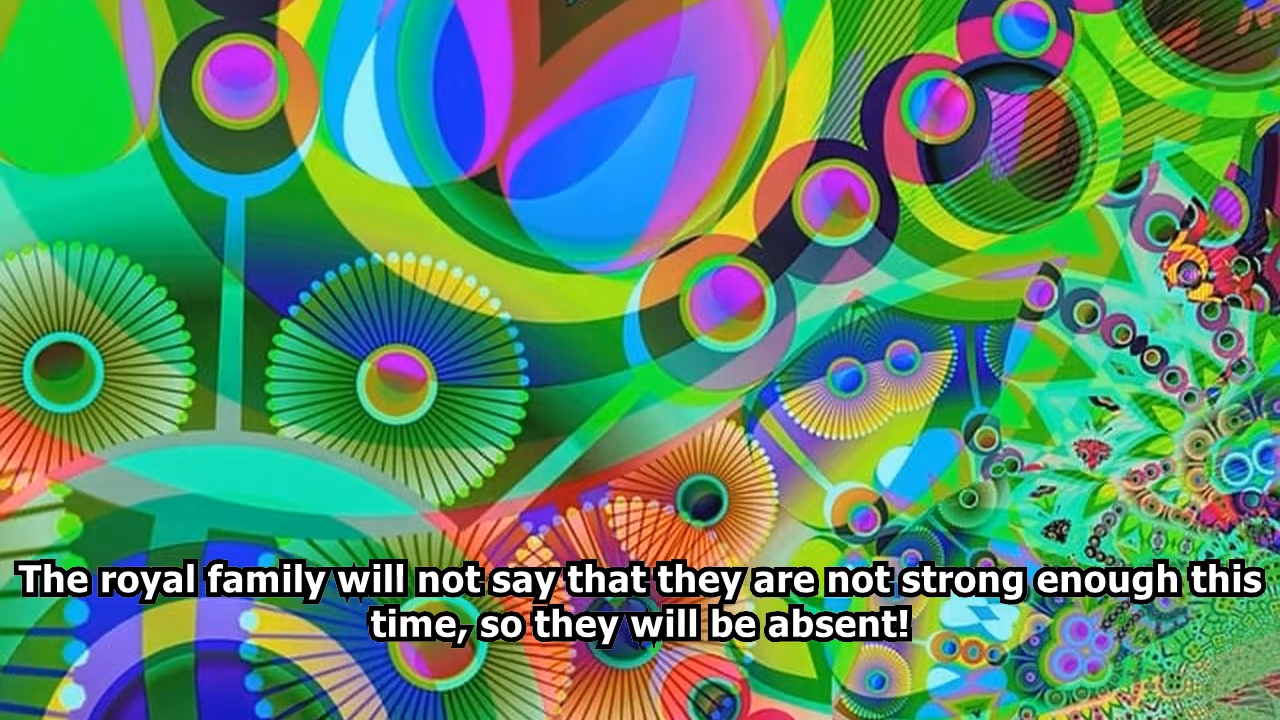 The royal family will not say that they are not strong enough this
time, so they will be absent!